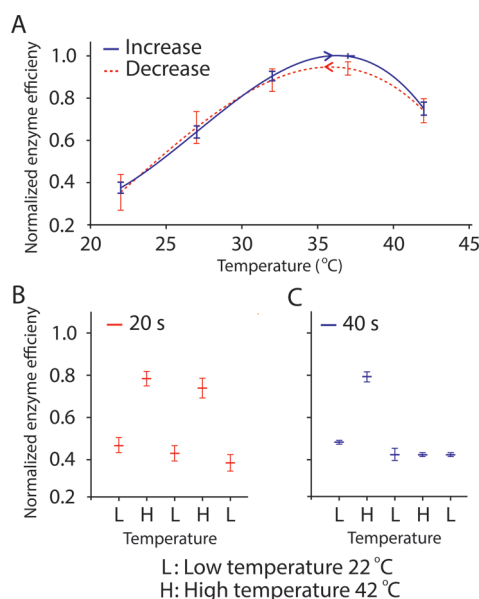 A
Increase
Decrease
Normalized enzyme efficieny
1.0
0.8
0.6
0.4
0.2
20 25 30 35 40 45
Temperature (°C)
B
20 s
Normalized enzyme efficieny
1.0
0.8
0.6
0.4
0.2
L H L H L
Temperature
C
40 s
L H L H L
Temperature
L: Low temperature 22 °C
H: High temperature 42 °C